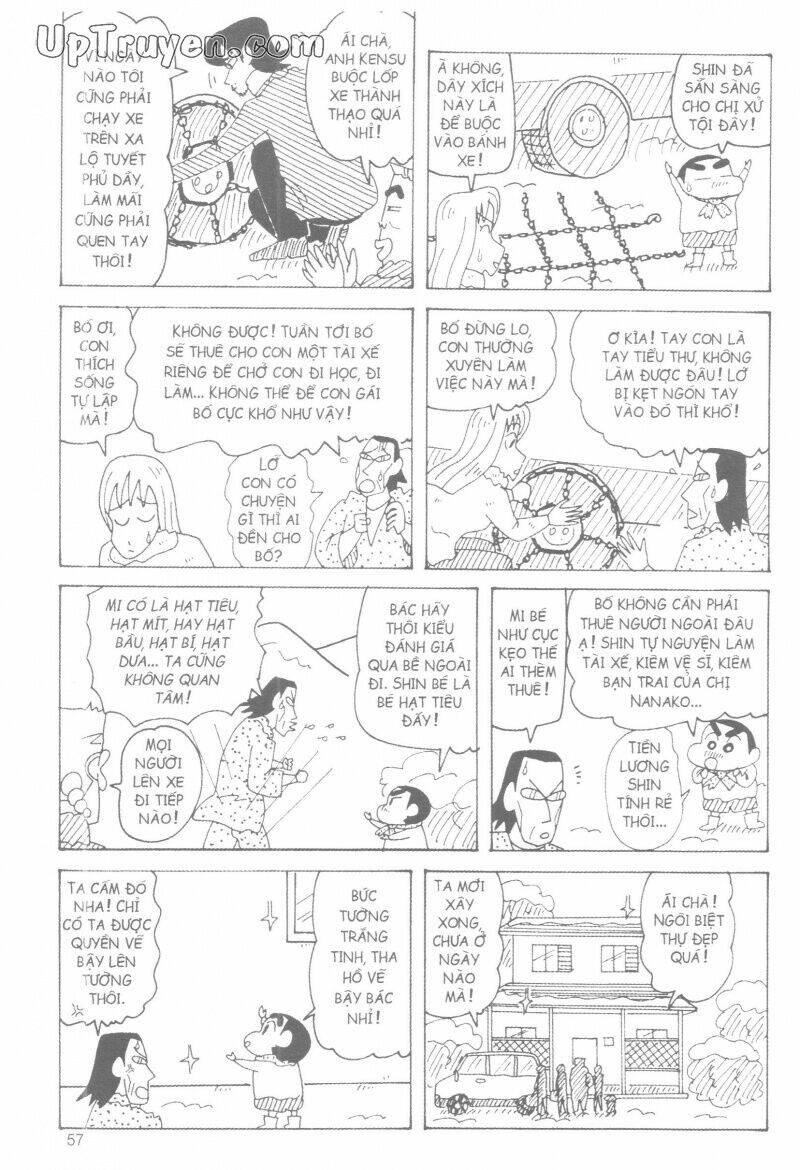 UpTruyen.com
SHIN ĐÃ
SẴN SÀNG
CHO CHỊ XỬ
TỘI ĐÂY!
À KHÔNG,
DÂY XÍCH
NÀY LÀ
ĐỂ BUỘC
VÀO BÁNH
XE!
ÁI CHÀ,
ANH KENSU
BUỘC LỐP
XE THÀNH
THẠO QUÁ
NHỈ!
VÌ NGÀY
NÀO TÔI
CŨNG PHẢI
CHẠY XE
TRÊN XA
LỘ TUYẾT
PHỦ DẦY,
LÀM MÃI
CŨNG PHẢI
QUEN TAY
THÔI!
Ơ KÌA! TAY CON LÀ
TAY TIỂU THƯ, KHÔNG
LÀM ĐƯỢC ĐÂU! LỠ
BỊ KẸT NGÓN TAY
VÀO ĐÓ THÌ KHỔ!
BỐ ĐỪNG LO,
CON THƯỜNG
XUYÊN LÀM
VIỆC NÀY MÀ!
KHÔNG ĐƯỢC! TUẦN TỚI BỐ
SẼ THUÊ CHO CON MỘT TÀI XẾ
RIÊNG ĐỂ CHỞ CON ĐI HỌC, ĐI
LÀM... KHÔNG THỂ ĐỂ CON GÁI
BỐ CỰC KHỔ NHƯ VẬY!
LỠ
CON CÓ
CHUYỆN
GÌ THÌ AI
ĐỀN CHO
BỐ?
BỐ ƠI,
CON
THÍCH
SỐNG
TỰ LẬP
MÀ!
BỐ KHÔNG CẦN PHẢI
THUÊ NGƯỜI NGOÀI ĐÂU
Ạ! SHIN TỰ NGUYỆN LÀM
TÀI XẾ, KIÊM VỆ SĨ, KIÊM
BẠN TRAI CỦA CHỊ
NANAKO...
TIỀN
LƯƠNG
SHIN
TÍNH RẺ
THÔI...
MI BÉ
NHƯ CỤC
KẸO THẾ
AI THÈM
THUÊ!
BÁC HÃY
THÔI KIỂU
ĐÁNH GIÁ
QUA BỀ NGOÀI
ĐI. SHIN BÉ LÀ
BÉ HẠT TIÊU
ĐẤY!
MI CÓ LÀ HẠT TIÊU,
HẠT MÍT, HAY HẠT
BẦU, HẠT BÍ, HẠT
DƯA... TA CŨNG
KHÔNG QUAN
TÂM!
MỌI
NGƯỜI
LÊN XE
ĐI TIẾP
NÀO!
ÁI CHÀ!
NGÔI BIỆT
THỰ ĐẸP
QUÁ!
TA MỚI
XÂY
XONG,
CHƯA Ở
NGÀY
NÀO
MÀ!
BỨC
TƯỜNG
TRẮNG
TINH, THA
HỒ VẼ
BẬY BÁC
NHỈ!
TA CẤM ĐÓ
NHA! CHỈ
CÓ TA ĐƯỢC
QUYỀN VẼ
BẬY LÊN
TƯỜNG
THÔI.
57